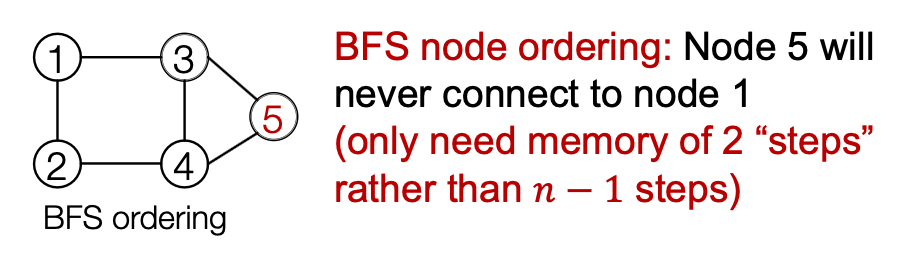 1
3
5
2
4
BFS ordering
BFS node ordering: Node 5 will
never connect to node 1
(only need memory of 2 “steps”
rather than n − 1 steps)